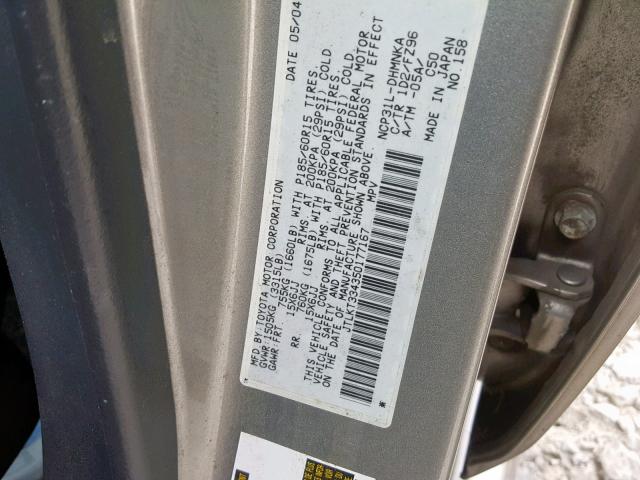 MFD.BY:TOYOTA MOTOR CORPORATION DATE 05/04
GVWR:1505KG (3315LB)
GAWR:FRT. 755KG (1660LB) WITH P185/60R15 TIRES.
15X6JJ RIMS. AT 200KPA (29PSI) COLD
RR. 760KG (1675LB) WITH P185/60R15 TIRES.
15X6JJ RIMS. AT 200KPA (29PSI) COLD
THIS VEHICLE CONFORMS TO ALL APPLICABLE FEDERAL MOTOR
VEHICLE SAFETY AND THEFT PREVENTION STANDARDS IN EFFECT
ON THE DATE OF MANUFACTURE SHOWN ABOVE.
JTLKT334350177167 MPV
NCP31L-DHMNKA
C/TR 1D2/FZ96
A/TM -05A/ C50
MADE IN JAPAN
NO.158